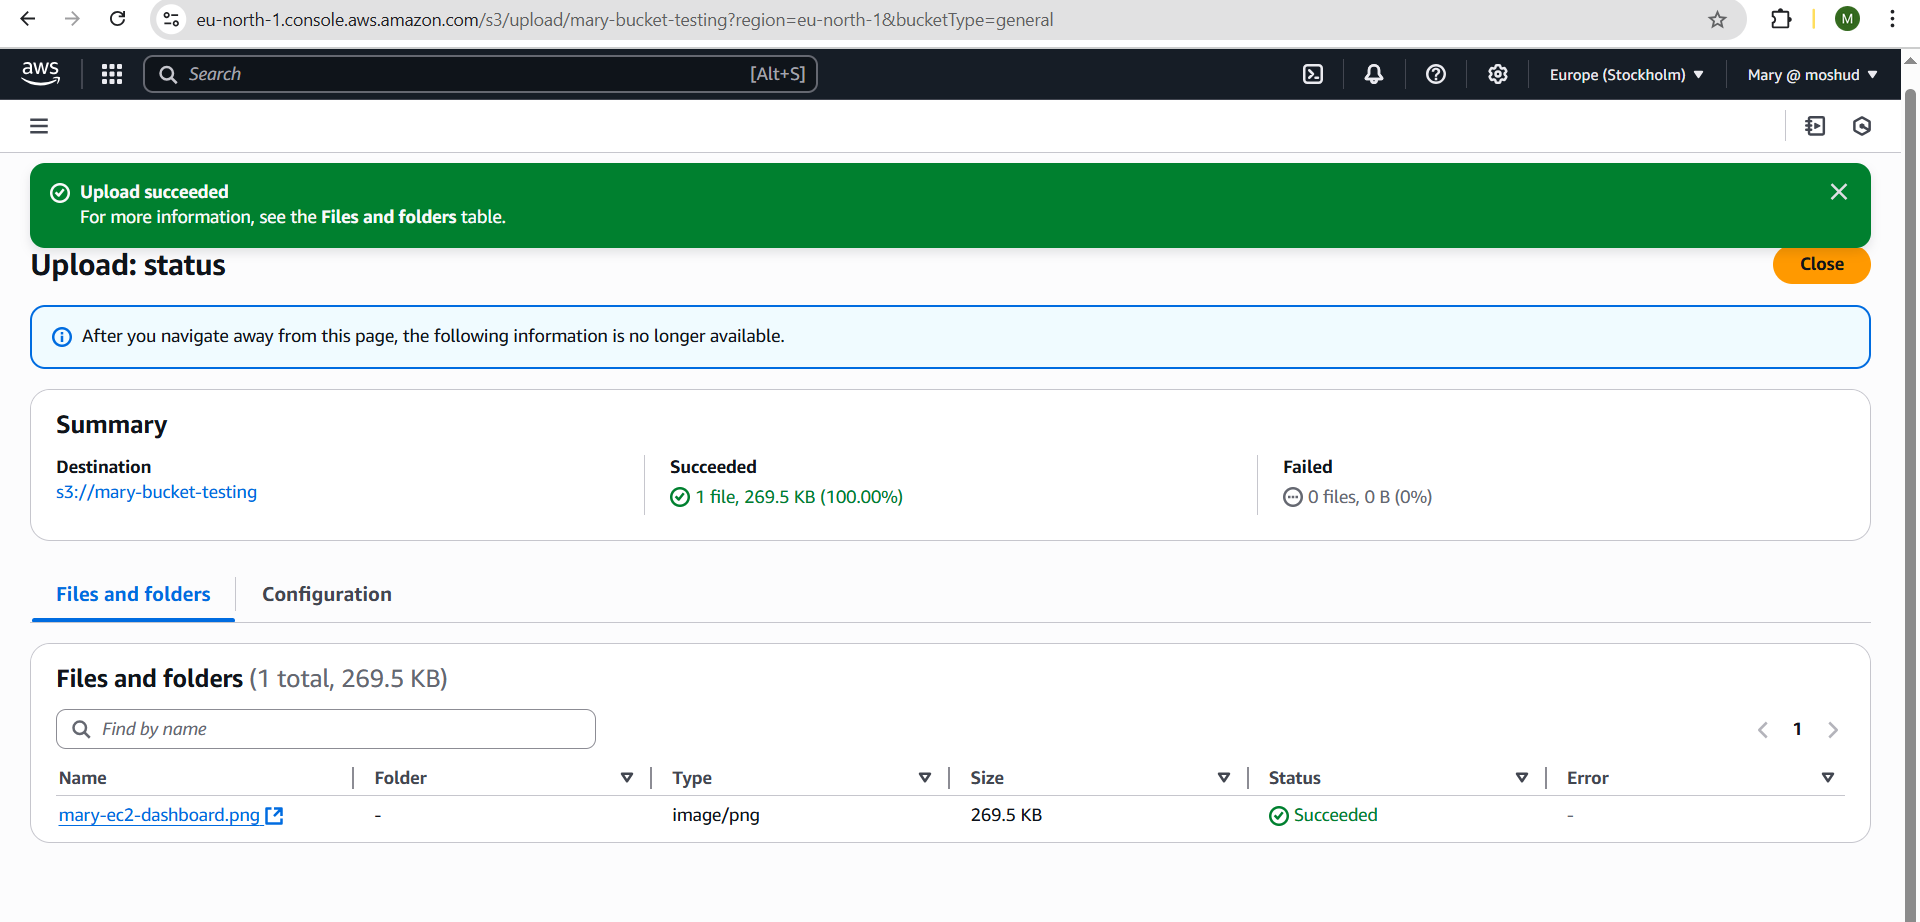 eu-north-1.console.aws.amazon.com/s3/upload/mary-bucket-testing?region=eu-north-1&bucketType=general
M
aws
Search
[Alt+S]
Europe (Stockholm)
Mary @ moshud
Upload succeeded
For more information, see the Files and folders table.
Upload: status
Close
After you navigate away from this page, the following information is no longer available.
Summary
Destination
s3://mary-bucket-testing
Succeeded
1 file, 269.5 KB (100.00%)
Failed
0 files, 0 B (0%)
Files and folders
Configuration
Files and folders (1 total, 269.5 KB)
Find by name
1
Name
Folder
Type
Size
Status
Error
mary-ec2-dashboard.png
-
image/png
269.5 KB
Succeeded
-